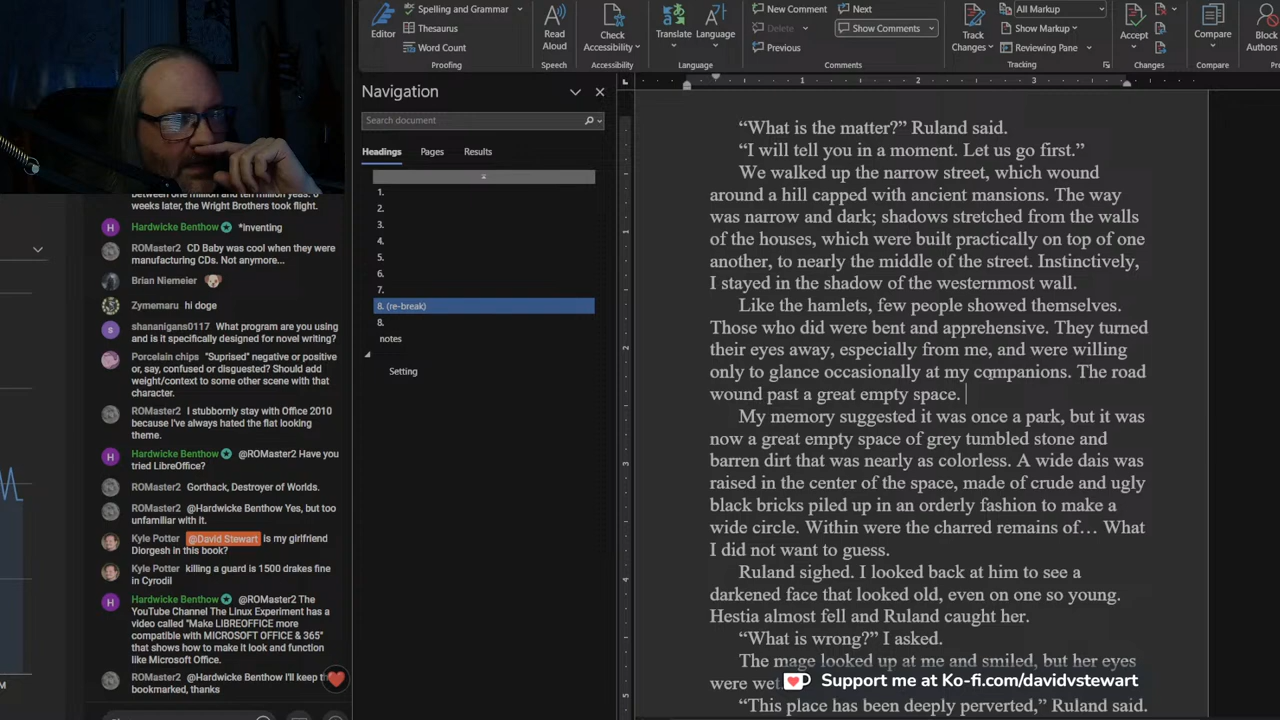 Editor
Spelling and Grammar
Thesaurus
Word Count
Proofing
Read
Aloud
Speech
Check
Accessibility
Accessibility
Translate
Language
Language
New Comment
Delete
Previous
Next
Show Comments
Comments
Track
Changes
All Markup
Show Markup
Reviewing Pane
Tracking
Accept
Changes
Compare
Compare
Block
Authors
Navigation
Search document
Headings
Pages
Results
1.
2.
3.
4.
5.
6.
7.
8. (re-break)
8.
notes
Setting
between one million and ten million years. 8
weeks later, the Wright Brothers took flight.
Hardwicke Benthow *Inventing
ROMaster2 CD Baby was cool when they were
manufacturing CDs. Not anymore...
Brian Niemeier
Zymemaru hi doge
shananigans0117 What program are you using
and is it specifically designed for novel writing?
Porcelain chips "Suprised" negative or positive
or, say, confused or disgusted? Should add
weight/context to some other scene with that
character.
ROMaster2 I stubbornly stay with Office 2010
because I've always hated the flat looking
theme.
Hardwicke Benthow @ROMaster2 Have you
tried LibreOffice?
ROMaster2 Gorthack, Destroyer of Worlds.
ROMaster2 @Hardwicke Benthow Yes, but too
unfamiliar with it.
Kyle Potter @David Stewart is my girlfriend
Diorgesh in this book?
Kyle Potter killing a guard is 1500 drakes fine
in Cyrodil
Hardwicke Benthow @ROMaster2 The
YouTube Channel The Linux Experiment has a
video called "Make LIBREOFFICE more
compatible with MICROSOFT OFFICE & 365"
that shows how to make it look and function
like Microsoft Office.
ROMaster2 @Hardwicke Benthow I'll keep th
bookmarked, thanks
1
2
1
2
3
4
5
“What is the matter?” Ruland said.
“I will tell you in a moment. Let us go first.”
We walked up the narrow street, which wound
around a hill capped with ancient mansions. The way
was narrow and dark; shadows stretched from the walls
of the houses, which were built practically on top of one
another, to nearly the middle of the street. Instinctively,
I stayed in the shadow of the westernmost wall.
Like the hamlets, few people showed themselves.
Those who did were bent and apprehensive. They turned
their eyes away, especially from me, and were willing
only to glance occasionally at my companions. The road
wound past a great empty space.
My memory suggested it was once a park, but it was
now a great empty space of grey tumbled stone and
barren dirt that was nearly as colorless. A wide dais was
raised in the center of the space, made of crude and ugly
black bricks piled up in an orderly fashion to make a
wide circle. Within were the charred remains of… What
I did not want to guess.
Ruland sighed. I looked back at him to see a
darkened face that looked old, even on one so young.
Hestia almost fell and Ruland caught her.
“What is wrong?” I asked.
The mage looked up at me and smiled, but her eyes
were wet.
“This place has been deeply perverted,” Ruland said.
Support me at Ko-fi.com/davidvstewart
M